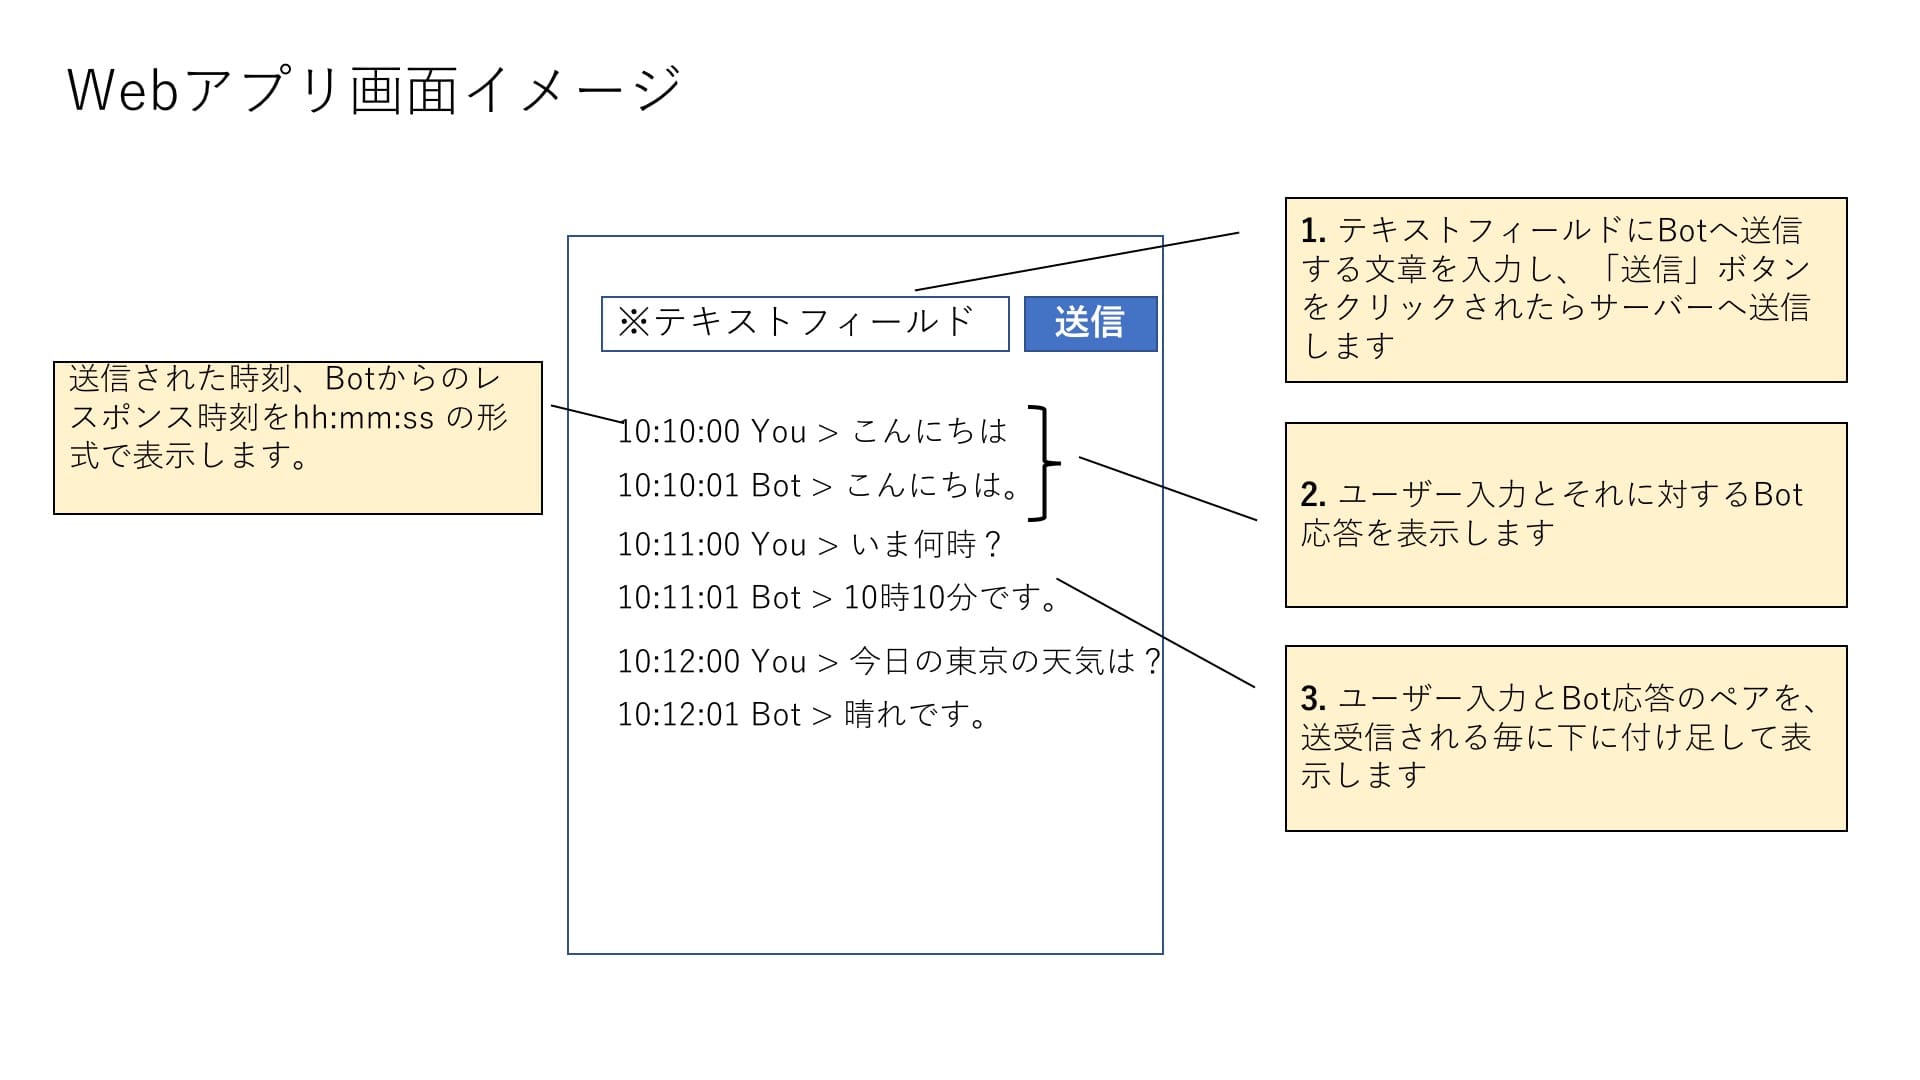 Webアプリ画面イメージ
※テキストフィールド
送信
送信された時刻、Botからのレ
スポンス時刻をhh:mm:ss の形
式で表示します。
10:10:00 You > こんにちは
10:10:01 Bot > こんにちは。
10:11:00 You > いま何時？
10:11:01 Bot > 10時10分です。
10:12:00 You > 今日の東京の天気は？
10:12:01 Bot > 晴れです。
1. テキストフィールドにBotへ送信
する文章を入力し、「送信」ボタン
をクリックされたらサーバーへ送信
します
2. ユーザー入力とそれに対するBot
応答を表示します
3. ユーザー入力とBot応答のペアを、
送受信される毎に下に付け足して表
示します